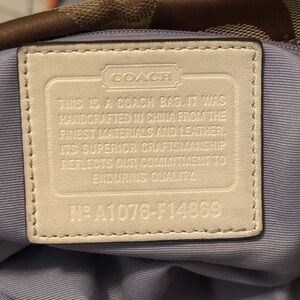 COACH
THIS IS A COACH BAG. IT WAS
HANDCRAFTED IN CHINA FROM THE
FINEST MATERIALS AND LEATHER.
ITS SUPERIOR CRAFTSMANSHIP
REFLECTS OUR COMMITMENT TO
ENDURING QUALITY.
Nº A1076-F14869